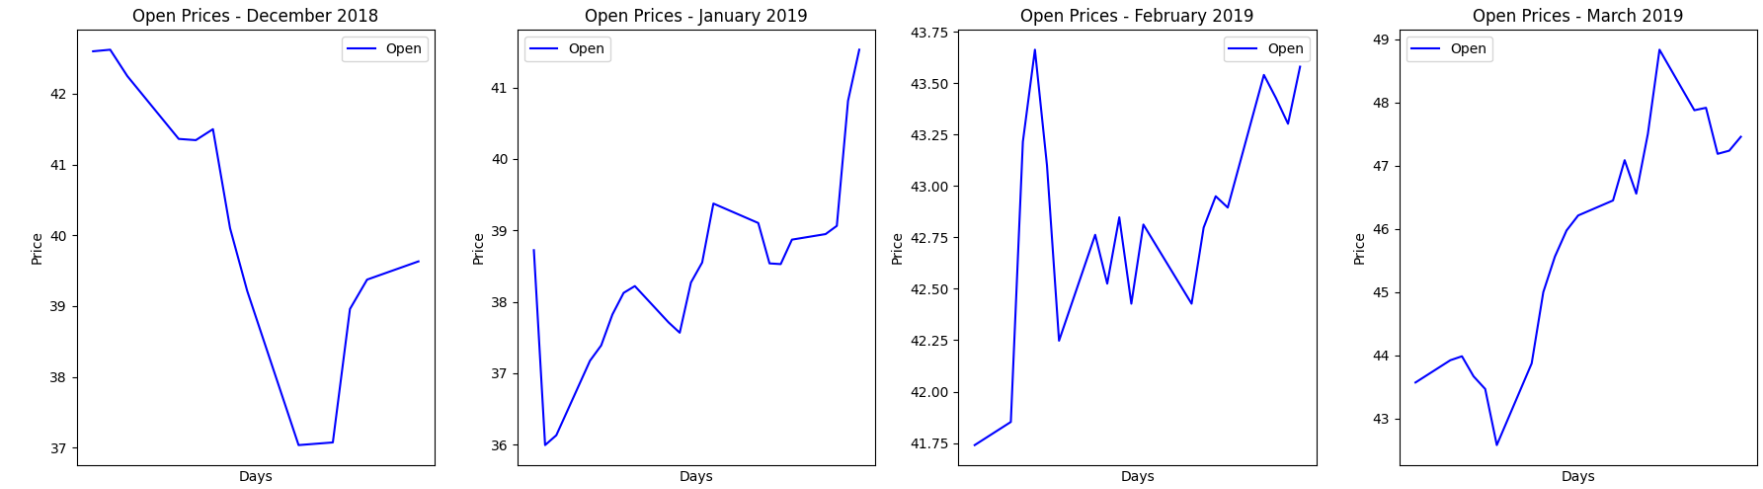 Open Prices - December 2018
Open
42
41
40
39
38
37
Price
Days
Open Prices - January 2019
Open
41
40
39
38
37
36
Price
Days
Open Prices - February 2019
Open
43.75
43.50
43.25
43.00
42.75
42.50
42.25
42.00
41.75
Price
Days
Open Prices - March 2019
Open
49
48
47
46
45
44
43
Price
Days